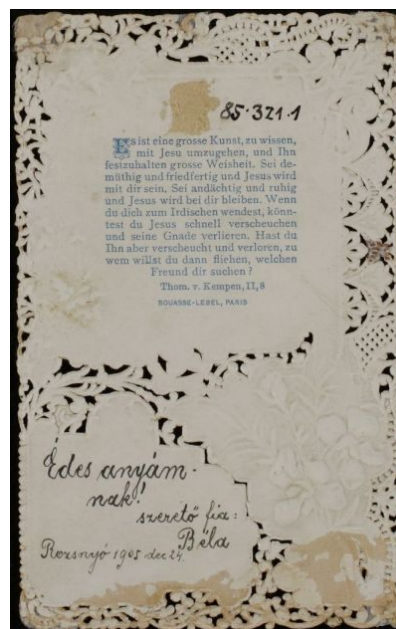 85.321.1
Es ist eine grosse Kunst, zu wissen,
mit Jesu umzugehen, und Ihn
festzuhalten grosse Weisheit. Sei de-
müthig und friedfertig und Jesus wird
mit dir sein. Sei andächtig und ruhig
und Jesus wird bei dir bleiben. Wenn
du dich zum Irdischen wendest, könn-
test du Jesus schnell verscheuchen
und seine Gnade verlieren. Hast du
Ihn aber verscheucht und verloren, zu
wem willst du dann fliehen, welchen
Freund dir suchen?
Thom. v. Kempen, II, 8
BOUASSE-LEBEL, PARIS
Édes anyám-
nak!
szerető fia:
Béla
Rozsnyó 1905 dec 24.